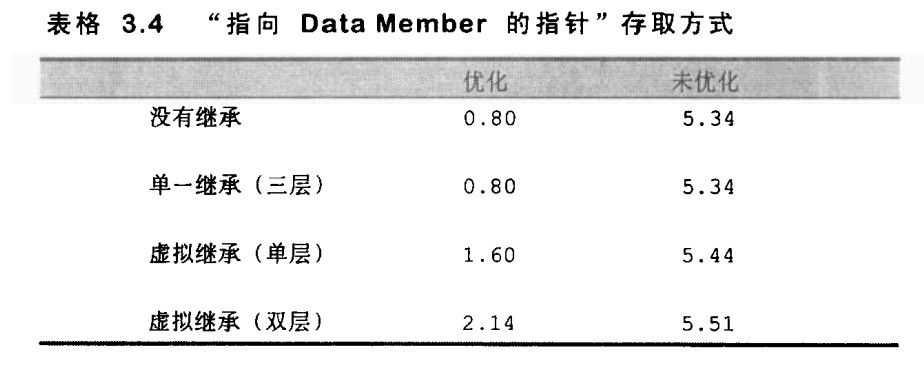 表格 3.4 “指向 Data Member 的指针”存取方式
优化 未优化
没有继承 0.80 5.34
单一继承（三层） 0.80 5.34
虚拟继承（单层） 1.60 5.44
虚拟继承（双层） 2.14 5.51